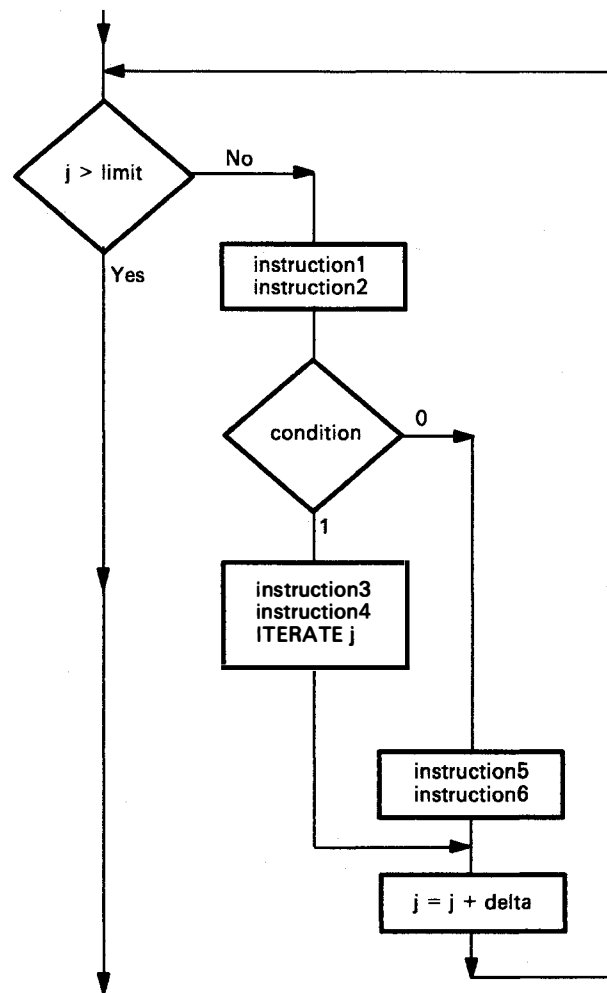 j > limit
No
Yes
instruction1
instruction2
condition
0
1
instruction3
instruction4
ITERATE j
instruction5
instruction6
j = j + delta